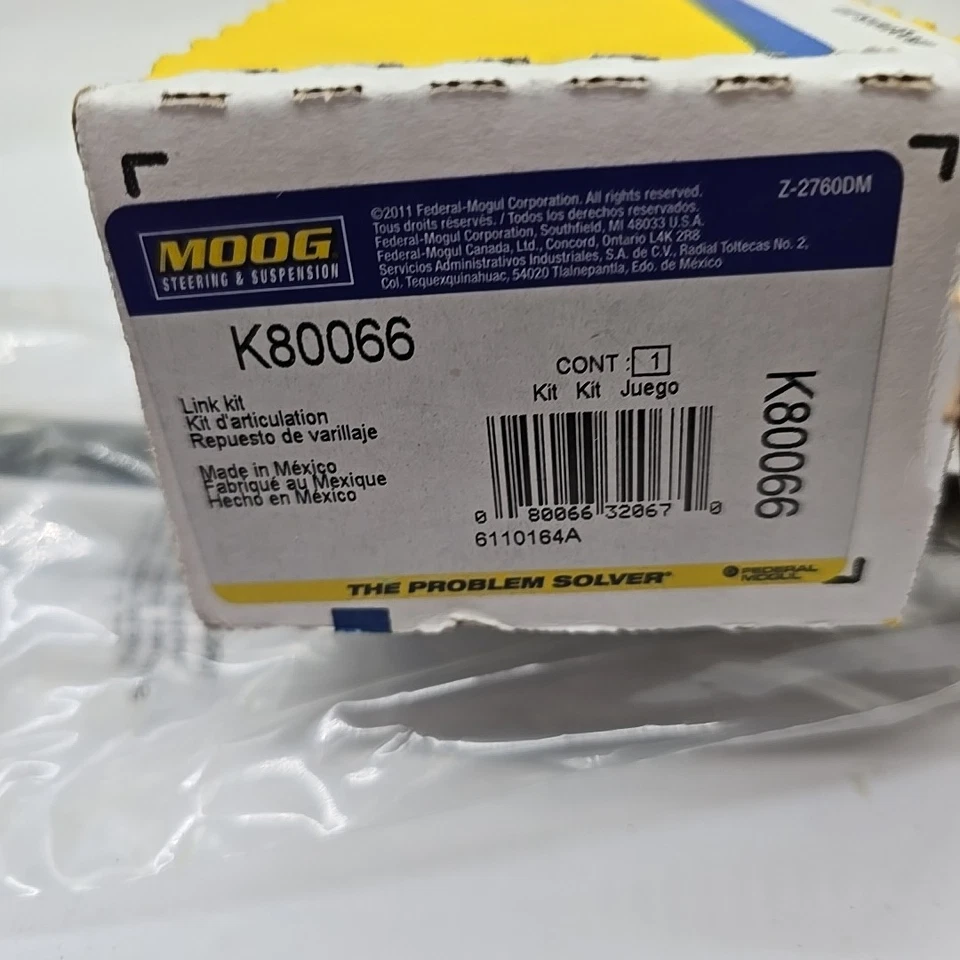 MOOG
STEERING & SUSPENSION
©2011 Federal-Mogul Corporation. All rights reserved.
Tous droits réservés. / Todos los derechos reservados.
Federal-Mogul Corporation, Southfield, MI 48033 U.S.A.
Federal-Mogul Canada, Ltd., Concord, Ontario L4K 2R8
Servicios Administrativos Industriales, S.A. de C.V., Radial Toltecas No. 2,
Col. Tequexquinahuac, 54020 Tlalnepantla, Edo. de México
Z-2760DM
K80066
Link kit
Kit d'articulation
Repuesto de varillaje
Made in México
Fabriqué au Mexique
Hecho en México
CONT : 1
Kit Kit Juego
0 80066 32067 0
6110164A
K80066
THE PROBLEM SOLVER®
FEDERAL
MOGUL